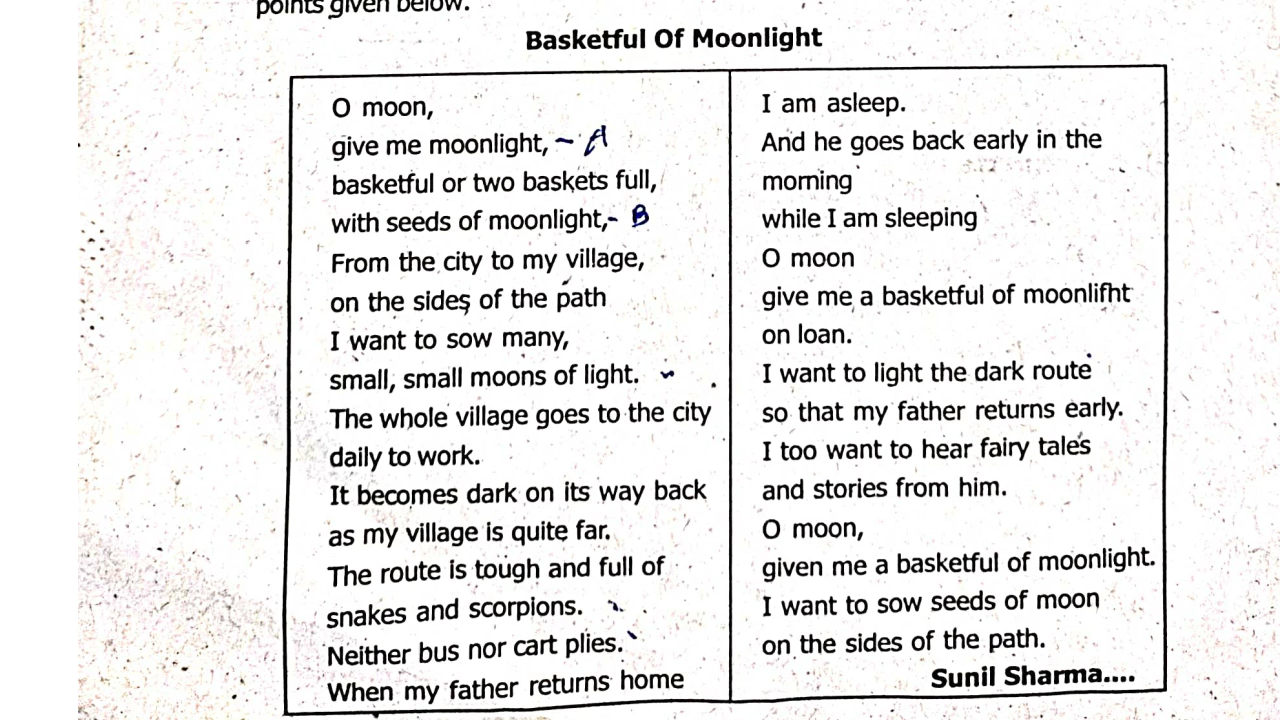 points given below.
Basketful Of Moonlight
O moon,
give me moonlight, - A
basketful or two baskets full,
with seeds of moonlight,- B
From the city to my village,
on the sides of the path
I want to sow many,
small, small moons of light.
The whole village goes to the city
daily to work.
It becomes dark on its way back
as my village is quite far.
The route is tough and full of
snakes and scorpions.
Neither bus nor cart plies.
When my father returns home
I am asleep.
And he goes back early in the
morning
while I am sleeping
O moon
give me a basketful of moonlifht
on loan.
I want to light the dark route
so that my father returns early.
I too want to hear fairy tales
and stories from him.
O moon,
given me a basketful of moonlight.
I want to sow seeds of moon
on the sides of the path.
Sunil Sharma....